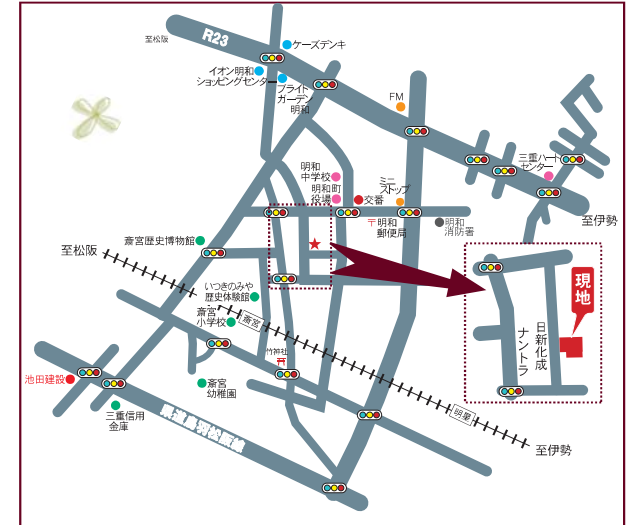 至松阪
R23
ケーズデンキ
イオン明和
ショッピングセンター
ブライト
ガーデン
明和
FM
三重ハート
センター
明和
中学校
明和町
役場
交番
ミニ
ストップ
〒明和
郵便局
明和
消防署
至伊勢
至松阪
斎宮歴史博物館
いつきのみや
歴史体験館
斎宮
小学校
斎宮
竹神社
現地
日新化成
ナントラ
池田建設
斎宮
幼稚園
三重信用
金庫
県道鳥羽松阪線
明星
至伊勢